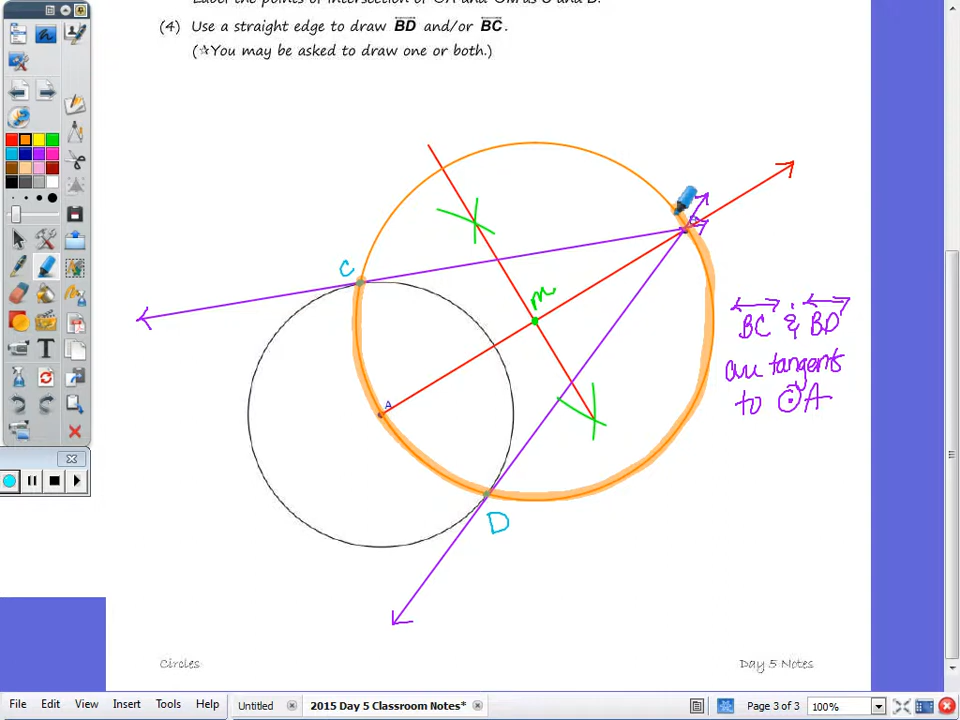 (4) Use a straight edge to draw BD and/or BC.
(☆You may be asked to draw one or both.)
C
B
m
A
D
BC & BD
are tangents
to ⊙A
Circles
Day 5 Notes
File Edit View Insert Tools Help
Untitled
2015 Day 5 Classroom Notes*
Page 3 of 3
100%